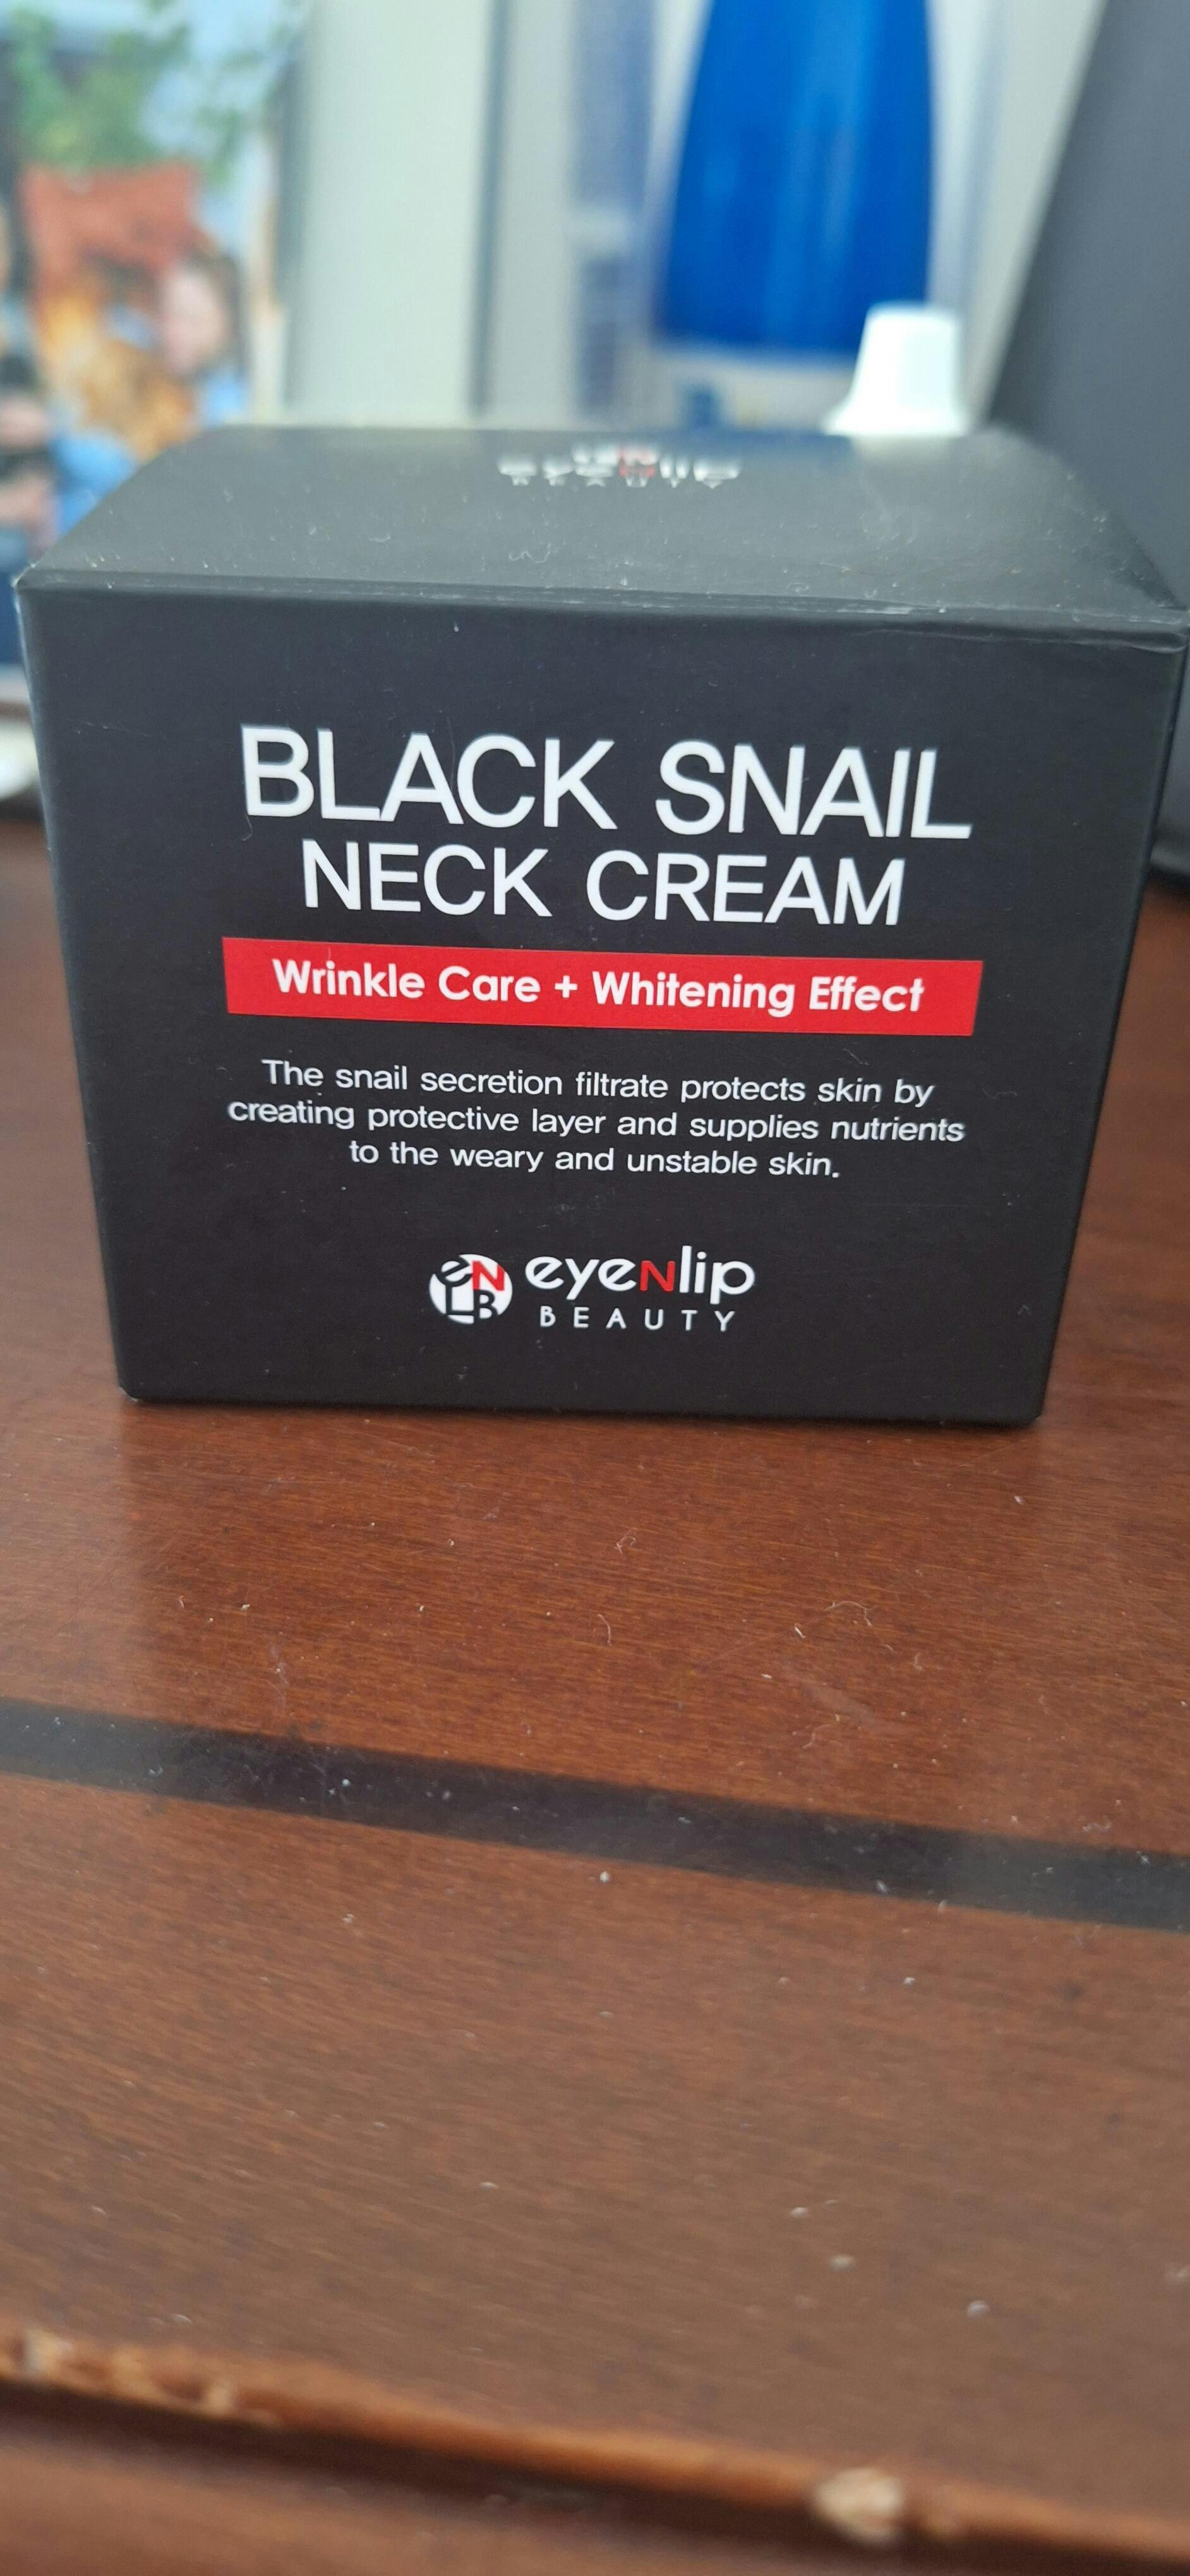 BLACK SNAIL
NECK CREAM
Wrinkle Care + Whitening Effect
The snail secretion filtrate protects skin by
creating protective layer and supplies nutrients
to the weary and unstable skin.
eNLB
eyeNlip
BEAUTY